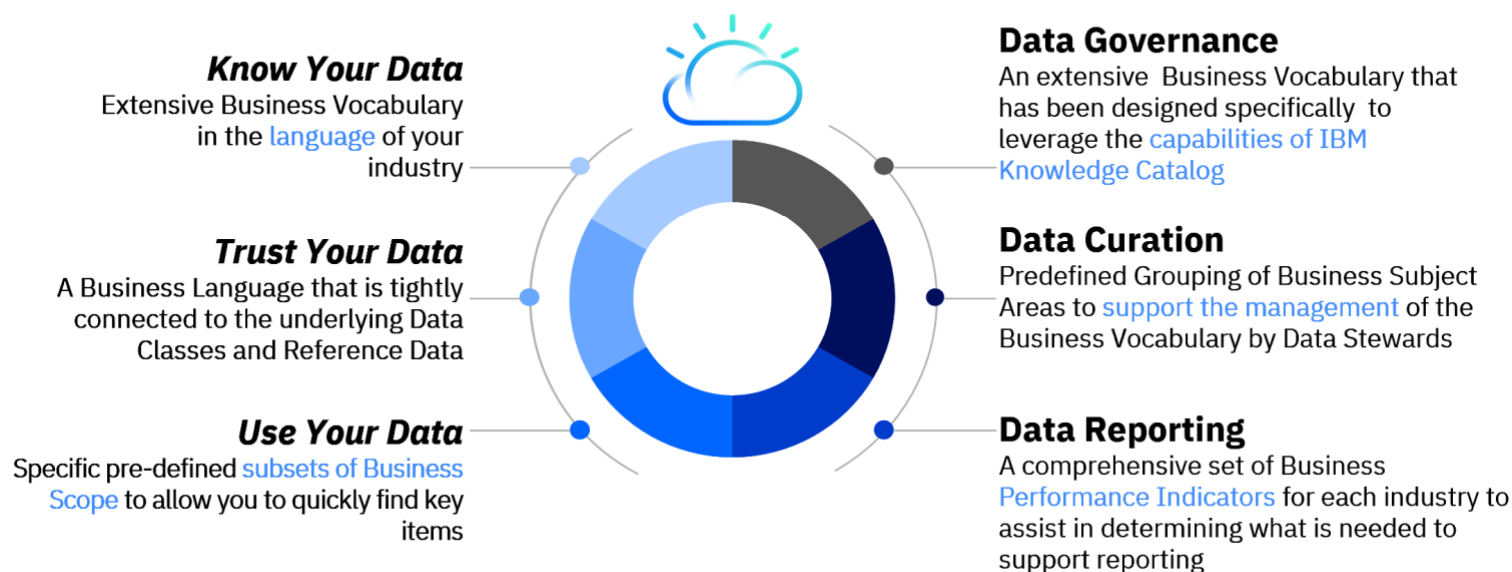 Know Your Data
Extensive Business Vocabulary
in the language of your
industry
Trust Your Data
A Business Language that is tightly
connected to the underlying Data
Classes and Reference Data
Use Your Data
Specific pre-defined subsets of Business
Scope to allow you to quickly find key
items
Data Governance
An extensive Business Vocabulary that
has been designed specifically to
leverage the capabilities of IBM
Knowledge Catalog
Data Curation
Predefined Grouping of Business Subject
Areas to support the management of the
Business Vocabulary by Data Stewards
Data Reporting
A comprehensive set of Business
Performance Indicators for each industry to
assist in determining what is needed to
support reporting